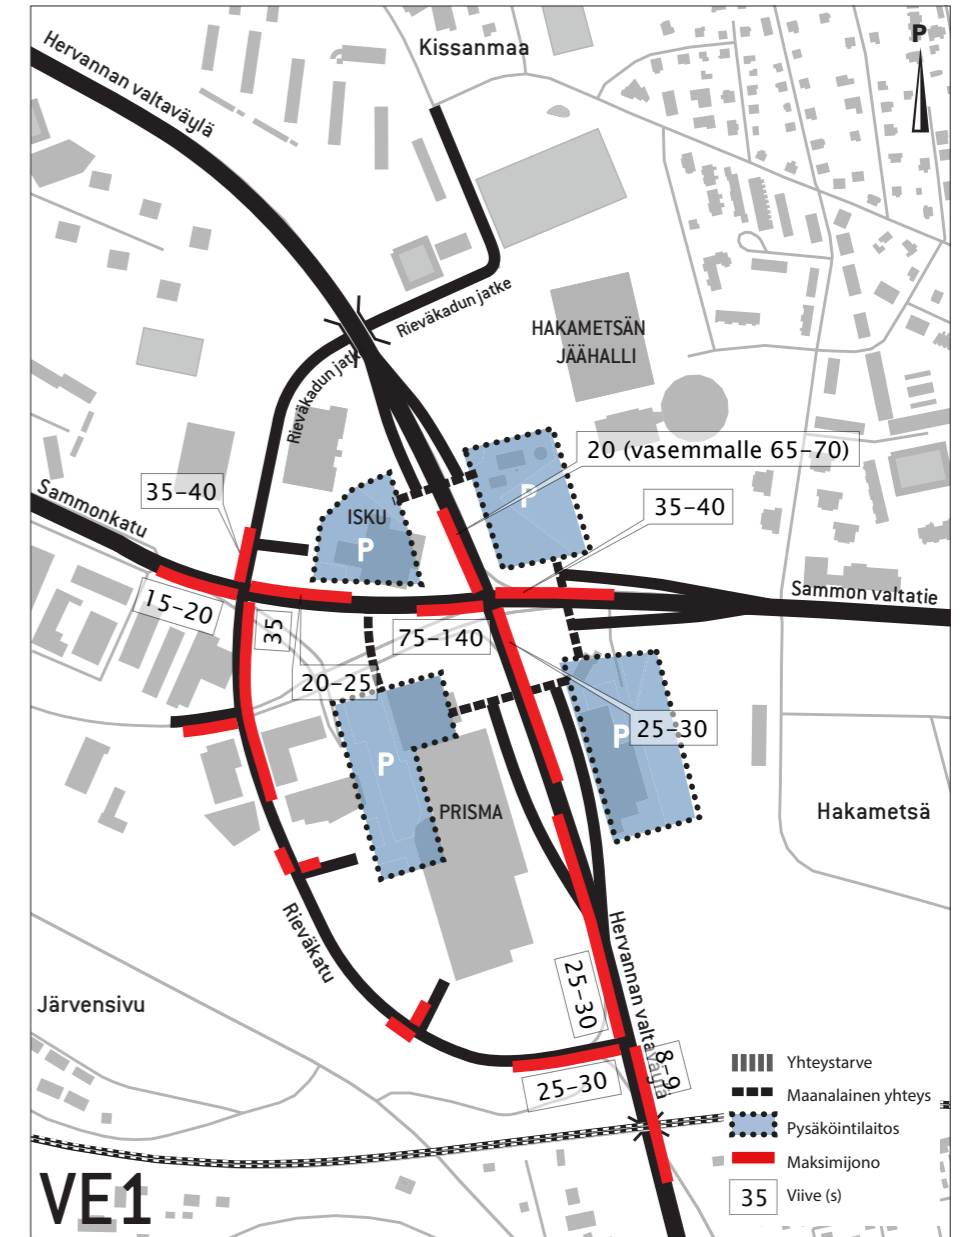 Kissanmaa
P
Hervannan valtaväylä
Rieväkadun jatke
HAKAMETSÄN
JÄÄHALLI
Rieväkadun jatke
20 (vasemmalle 65–70)
35–40
35–40
ISKU
P
P
Sammonkatu
Sammon valtatie
15–20
35
75–140
20–25
25–30
P
P
PRISMA
Hakametsä
Rieväkatu
Hervannan valtaväylä
25–30
Järvensivu
8–9
25–30
Yhteystarve
Maanalainen yhteys
Pysäköintilaitos
Maksimijono
35 Viive (s)
VE1